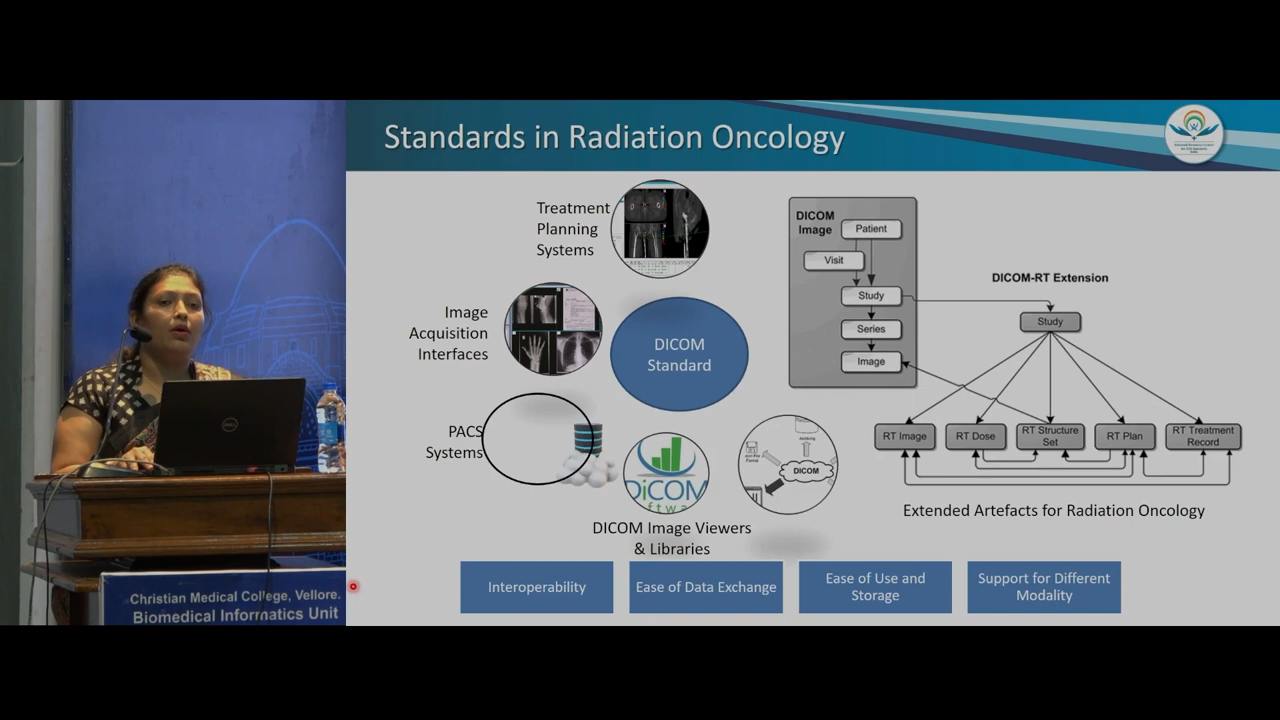 Standards in Radiation Oncology
Treatment
Planning
Systems
Image
Acquisition
Interfaces
PACS
Systems
DICOM
Standard
DiCOM
DICOM
DICOM Image Viewers
& Libraries
DICOM
Image
Patient
Visit
Study
Series
Image
DICOM-RT Extension
Study
RT Image
RT Dose
RT Structure
Set
RT Plan
RT Treatment
Record
Extended Artefacts for Radiation Oncology
Interoperability
Ease of Data Exchange
Ease of Use and
Storage
Support for Different
Modality
DELL
Christian Medical College, Vellore.
Biomedical Informatics Unit